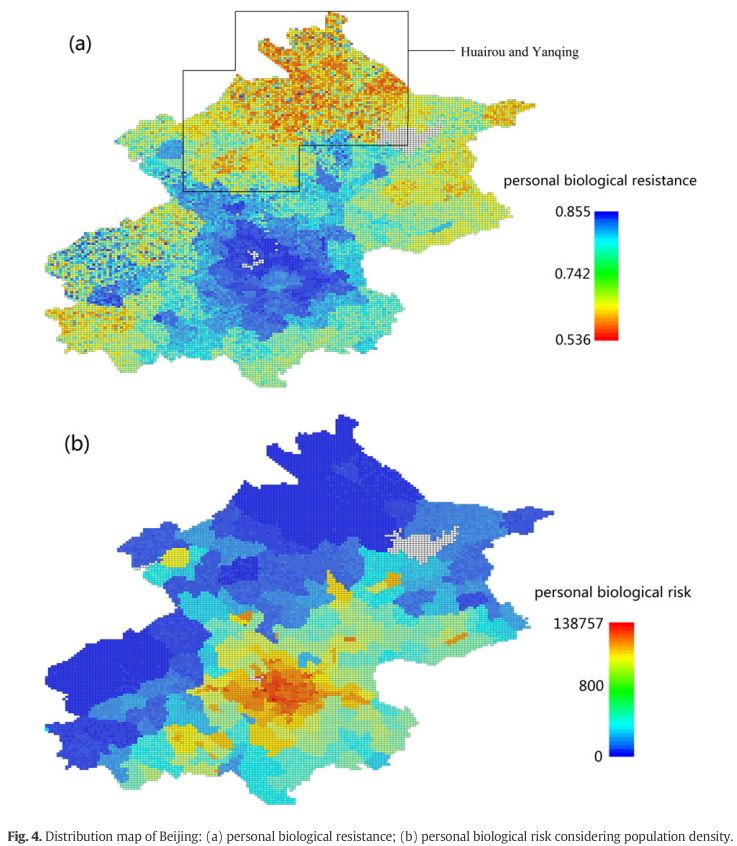 (a)
Huairou and Yanqing
personal biological resistance
0.855
0.742
0.536
(b)
personal biological risk
138757
800
0
Fig. 4. Distribution map of Beijing: (a) personal biological resistance; (b) personal biological risk considering population density.